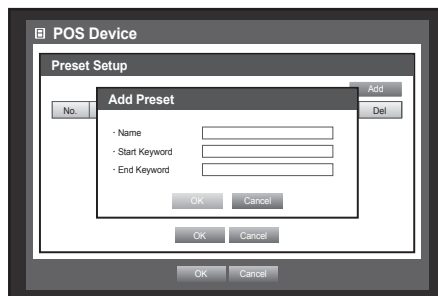 POS Device
Preset Setup
Add
No.
Del
Add Preset
· Name
· Start Keyword
· End Keyword
OK Cancel
OK Cancel
OK Cancel